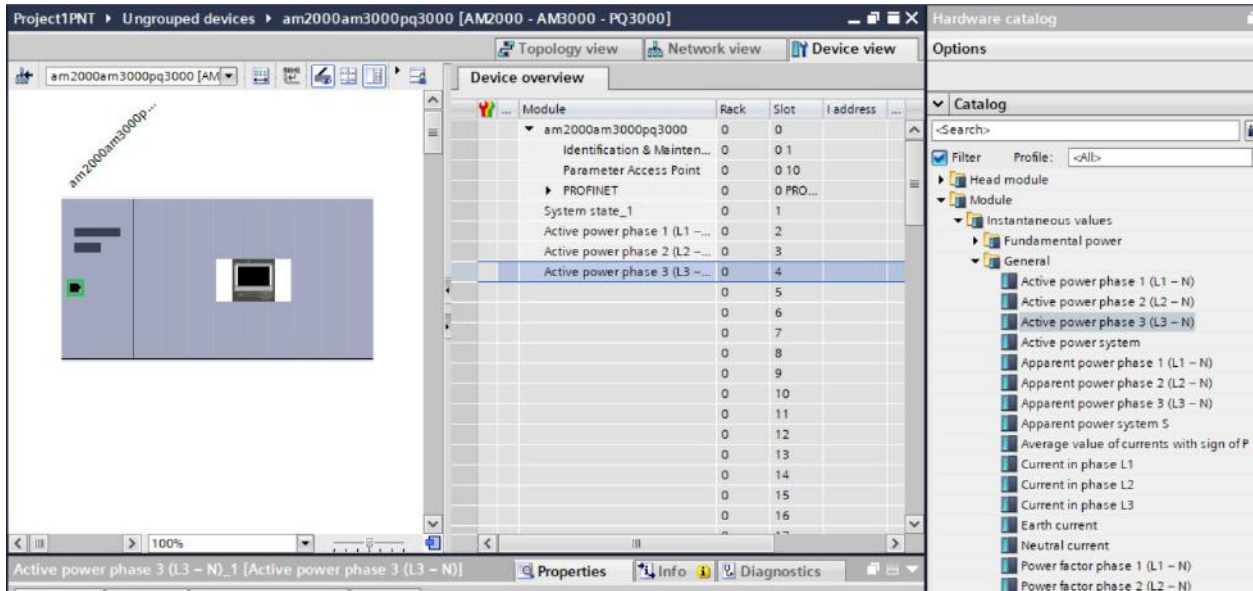 Project1PNT ▸ Ungrouped devices ▸ am2000am3000pq3000 [AM2000 - AM3000 - PQ3000]
Topology view Network view Device view
am2000am3000pq3000 [AM
am2000am3000p...
100%
Device overview
... Module Rack Slot I address ...
am2000am3000pq3000 0 0
Identification & Mainten... 0 0 1
Parameter Access Point 0 0 10
PROFINET 0 0 PRO...
System state_1 0 1
Active power phase 1 (L1 –... 0 2
Active power phase 2 (L2 –... 0 3
Active power phase 3 (L3 –... 0 4
0 5
0 6
0 7
0 8
0 9
0 10
0 11
0 12
0 13
0 14
0 15
0 16
Active power phase 3 (L3 – N)_1 [Active power phase 3 (L3 – N)]
Properties Info Diagnostics
Hardware catalog
Options
Catalog
<Search>
Filter Profile: <All>
Head module
Module
Instantaneous values
Fundamental power
General
Active power phase 1 (L1 – N)
Active power phase 2 (L2 – N)
Active power phase 3 (L3 – N)
Active power system
Apparent power phase 1 (L1 – N)
Apparent power phase 2 (L2 – N)
Apparent power phase 3 (L3 – N)
Apparent power system S
Average value of currents with sign of P
Current in phase L1
Current in phase L2
Current in phase L3
Earth current
Neutral current
Power factor phase 1 (L1 – N)
Power factor phase 2 (L2 – N)